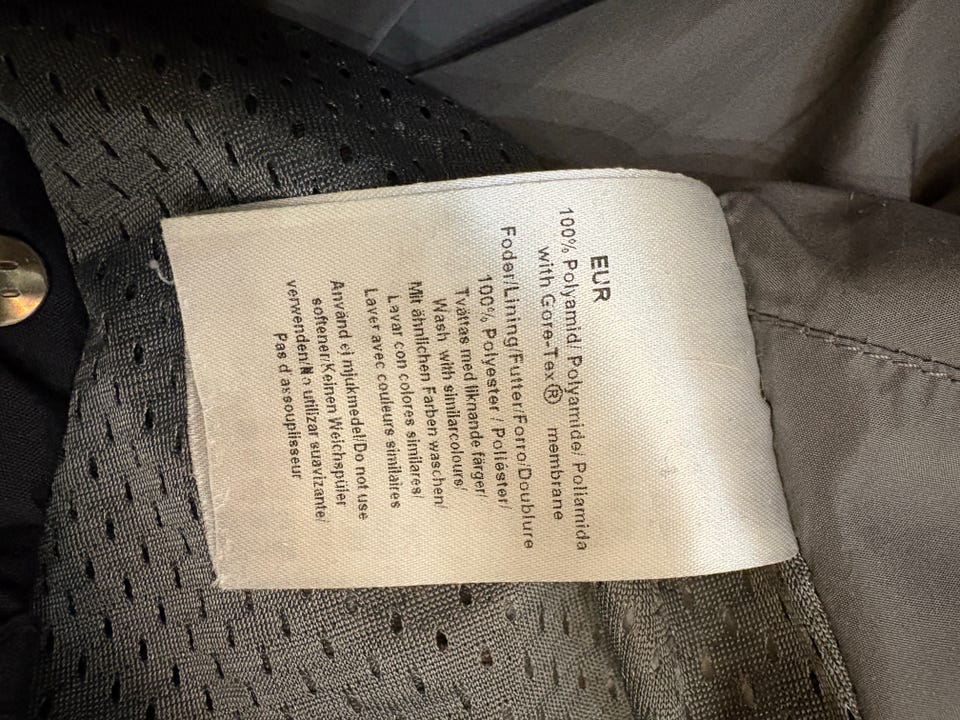 EUR
100% Polyamid/ Polyamide/ Poliamida
with Gore-Tex® membrane
Foder/Lining/Futter/Forro/Doublure
100% Polyester / Poliéster/
Tvättas med liknande färger/
Wash with similarcolours/
Mit ähnlichen Farben waschen/
Lavar con colores similares/
Laver avec couleurs similaires
Använd ej mjukmedel/Do not use
softener/Keinen Weichspüler
verwenden/No utilizar suavizante/
Pas d'assouplisseur